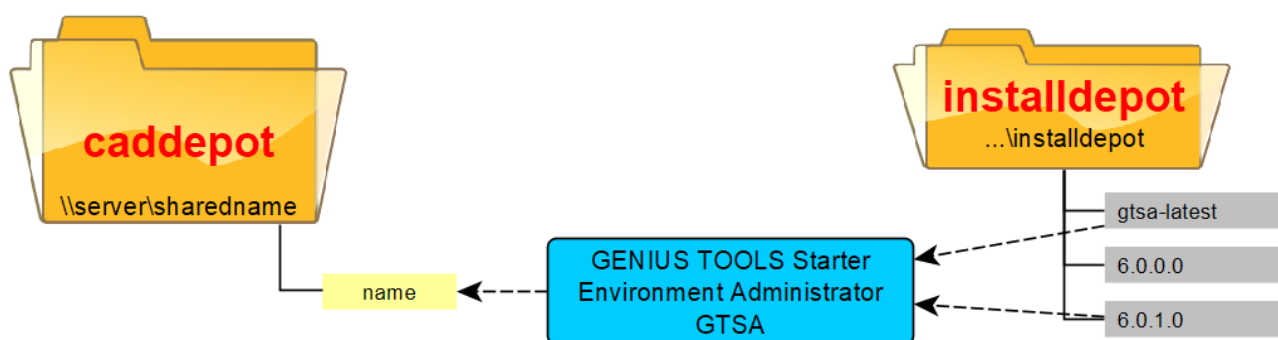 caddepot
\\server\sharedname
name
GENIUS TOOLS Starter
Environment Administrator
GTSA
installdepot
...\installdepot
gtsa-latest
6.0.0.0
6.0.1.0